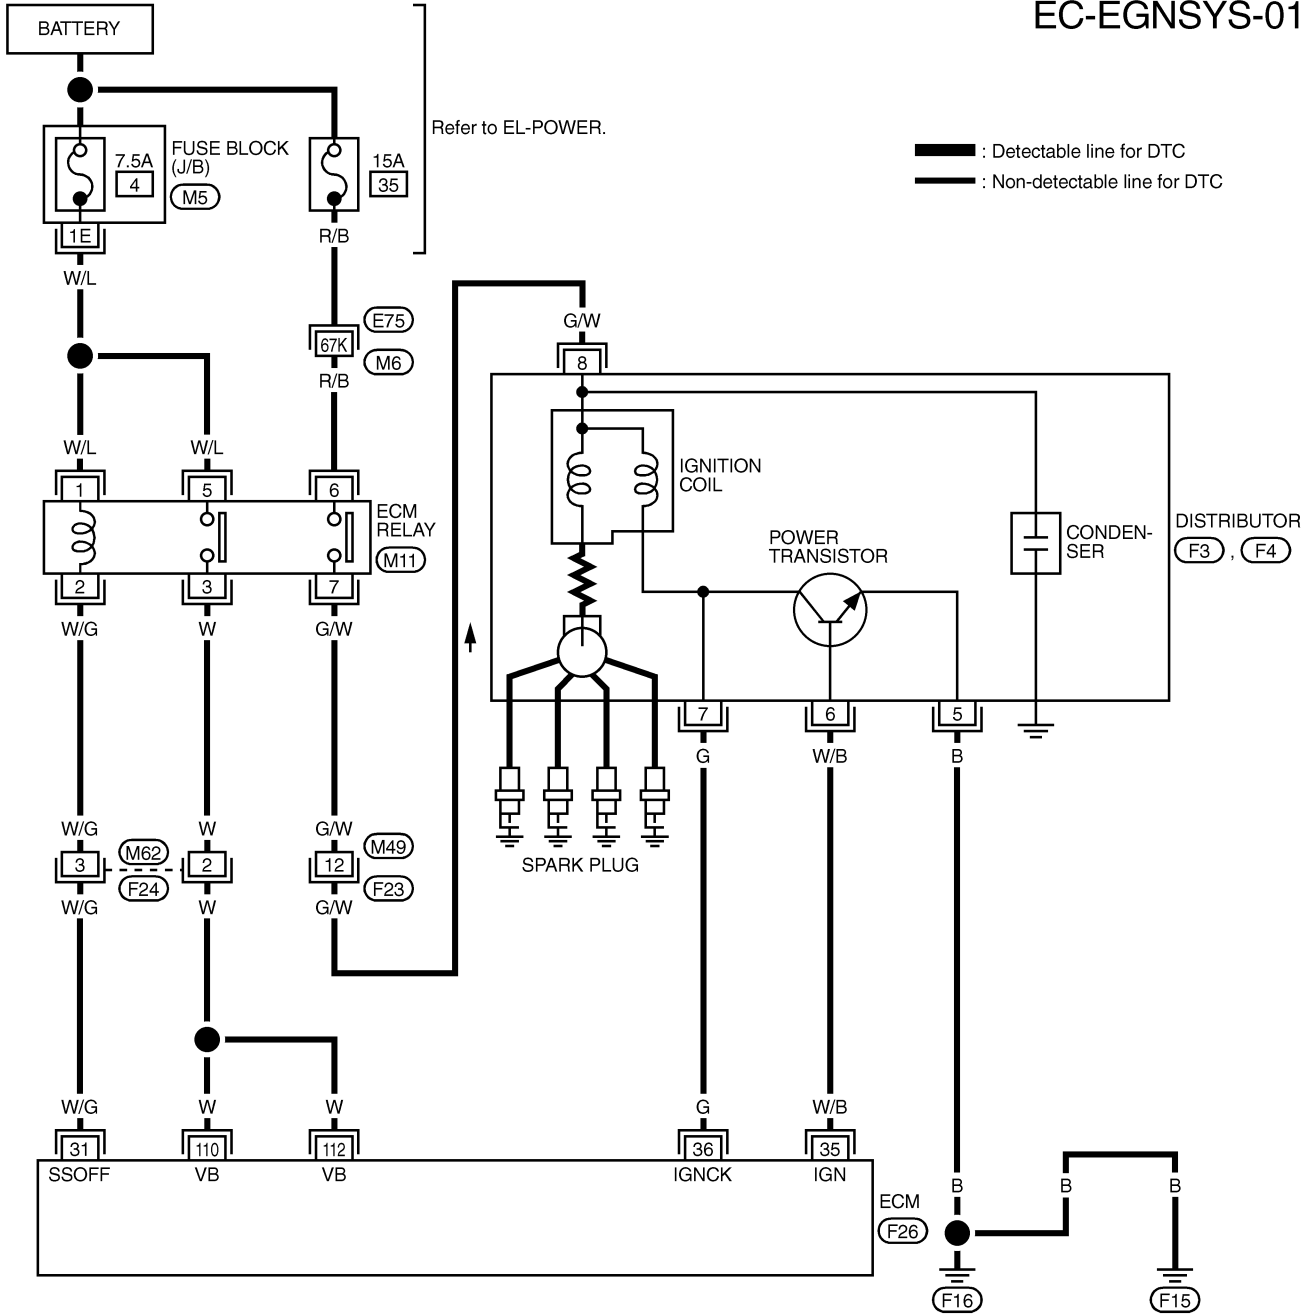 EC-EGNSYS-01
BATTERY
Refer to EL-POWER.
7.5A
4
FUSE BLOCK
(J/B)
M5
15A
35
: Detectable line for DTC
: Non-detectable line for DTC
1E
R/B
W/L
E75
67K
M6
R/B
G/W
8
W/L
W/L
1
5
6
ECM
RELAY
M11
2
3
7
IGNITION
COIL
POWER
TRANSISTOR
CONDEN-
SER
DISTRIBUTOR
F3 , F4
W/G
W
G/W
7
6
5
G
W/B
B
W/G
W
G/W
3
M62
F24
2
12
M49
F23
SPARK PLUG
W/G
W
G/W
W/G
W
W
G
W/B
31
110
112
36
35
SSOFF
VB
VB
IGNCK
IGN
B
B
B
ECM
F26
F16
F15